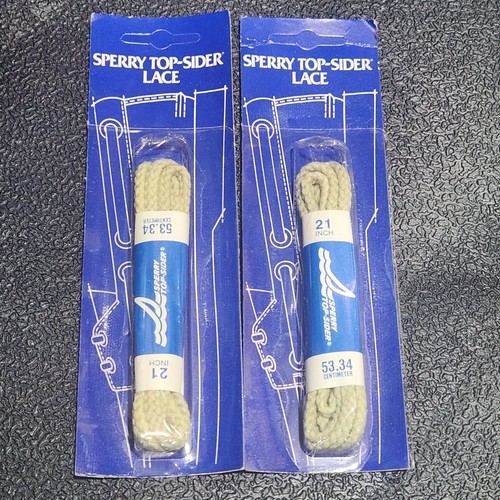 SPERRY TOP-SIDER®
LACE
53.34
CENTIMETER
SPERRY
TOP-SIDER®
21
INCH
SPERRY TOP-SIDER®
LACE
21
INCH
SPERRY
TOP-SIDER®
53.34
CENTIMETER